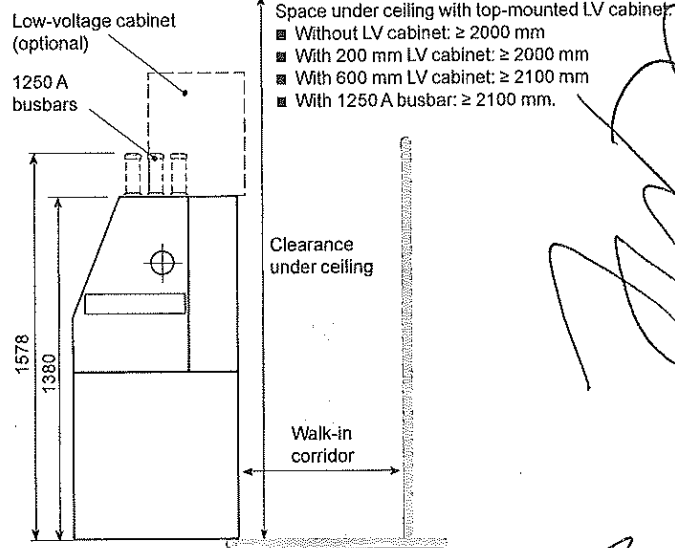 Space under ceiling with top-mounted LV cabinet:
■ Without LV cabinet: ≥ 2000 mm
■ With 200 mm LV cabinet: ≥ 2000 mm
■ With 600 mm LV cabinet: ≥ 2100 mm
■ With 1250 A busbar: ≥ 2100 mm.
Low-voltage cabinet
(optional)
1250 A
busbars
Clearance
under ceiling
1578
1380
Walk-in
corridor